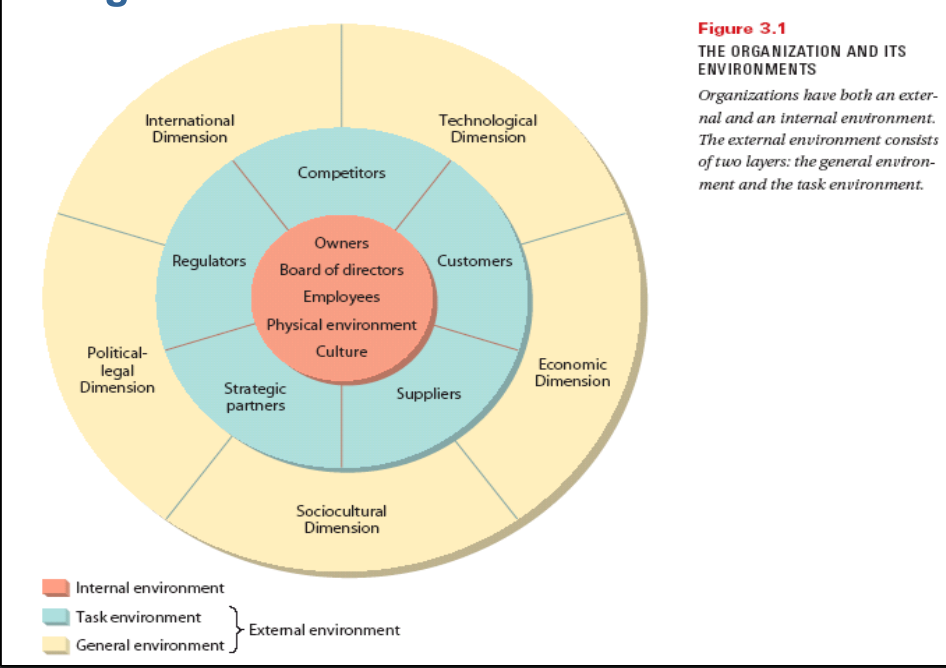 Figure 3.1
THE ORGANIZATION AND ITS
ENVIRONMENTS
Organizations have both an exter-
nal and an internal environment.
The external environment consists
of two layers: the general environ-
ment and the task environment.
International
Dimension
Technological
Dimension
Competitors
Regulators
Customers
Owners
Board of directors
Employees
Physical environment
Culture
Political-
legal
Dimension
Economic
Dimension
Strategic
partners
Suppliers
Sociocultural
Dimension
Internal environment
Task environment
External environment
General environment